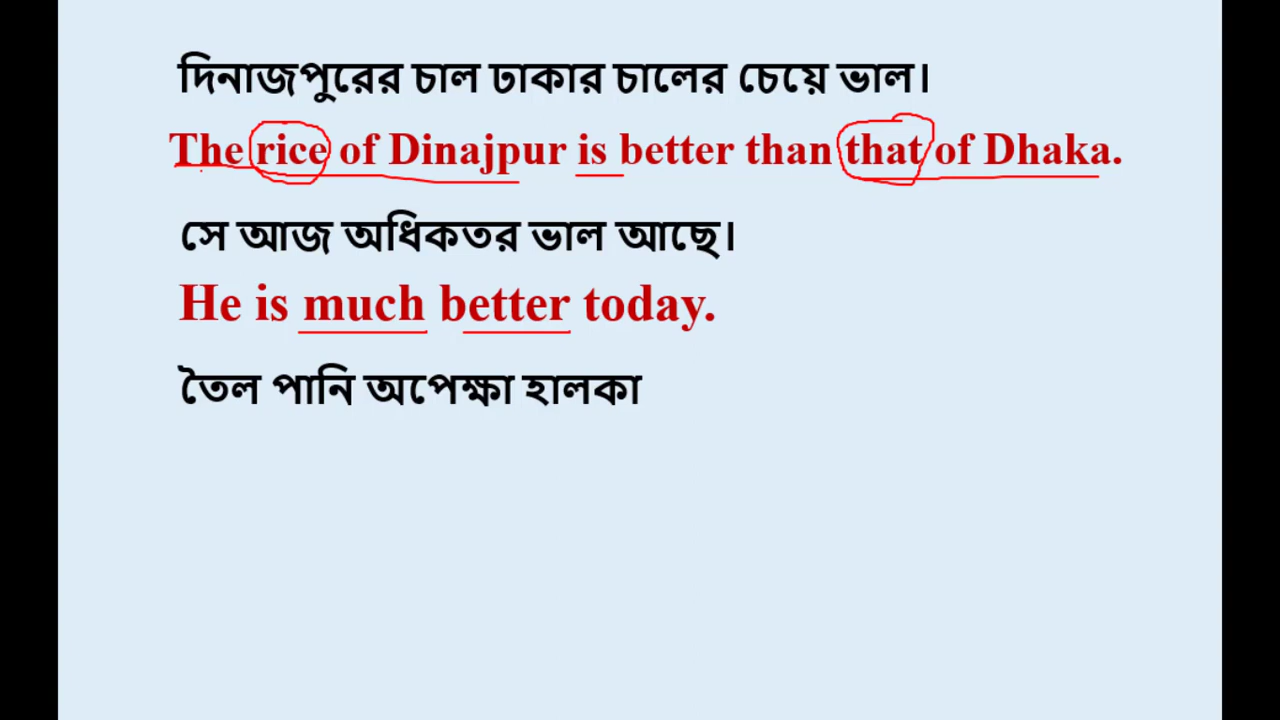 দিনাজপুরের চাল ঢাকার চালের চেয়ে ভাল।
The rice of Dinajpur is better than that of Dhaka.
সে আজ অধিকতর ভাল আছে।
He is much better today.
তৈল পানি অপেক্ষা হালকা